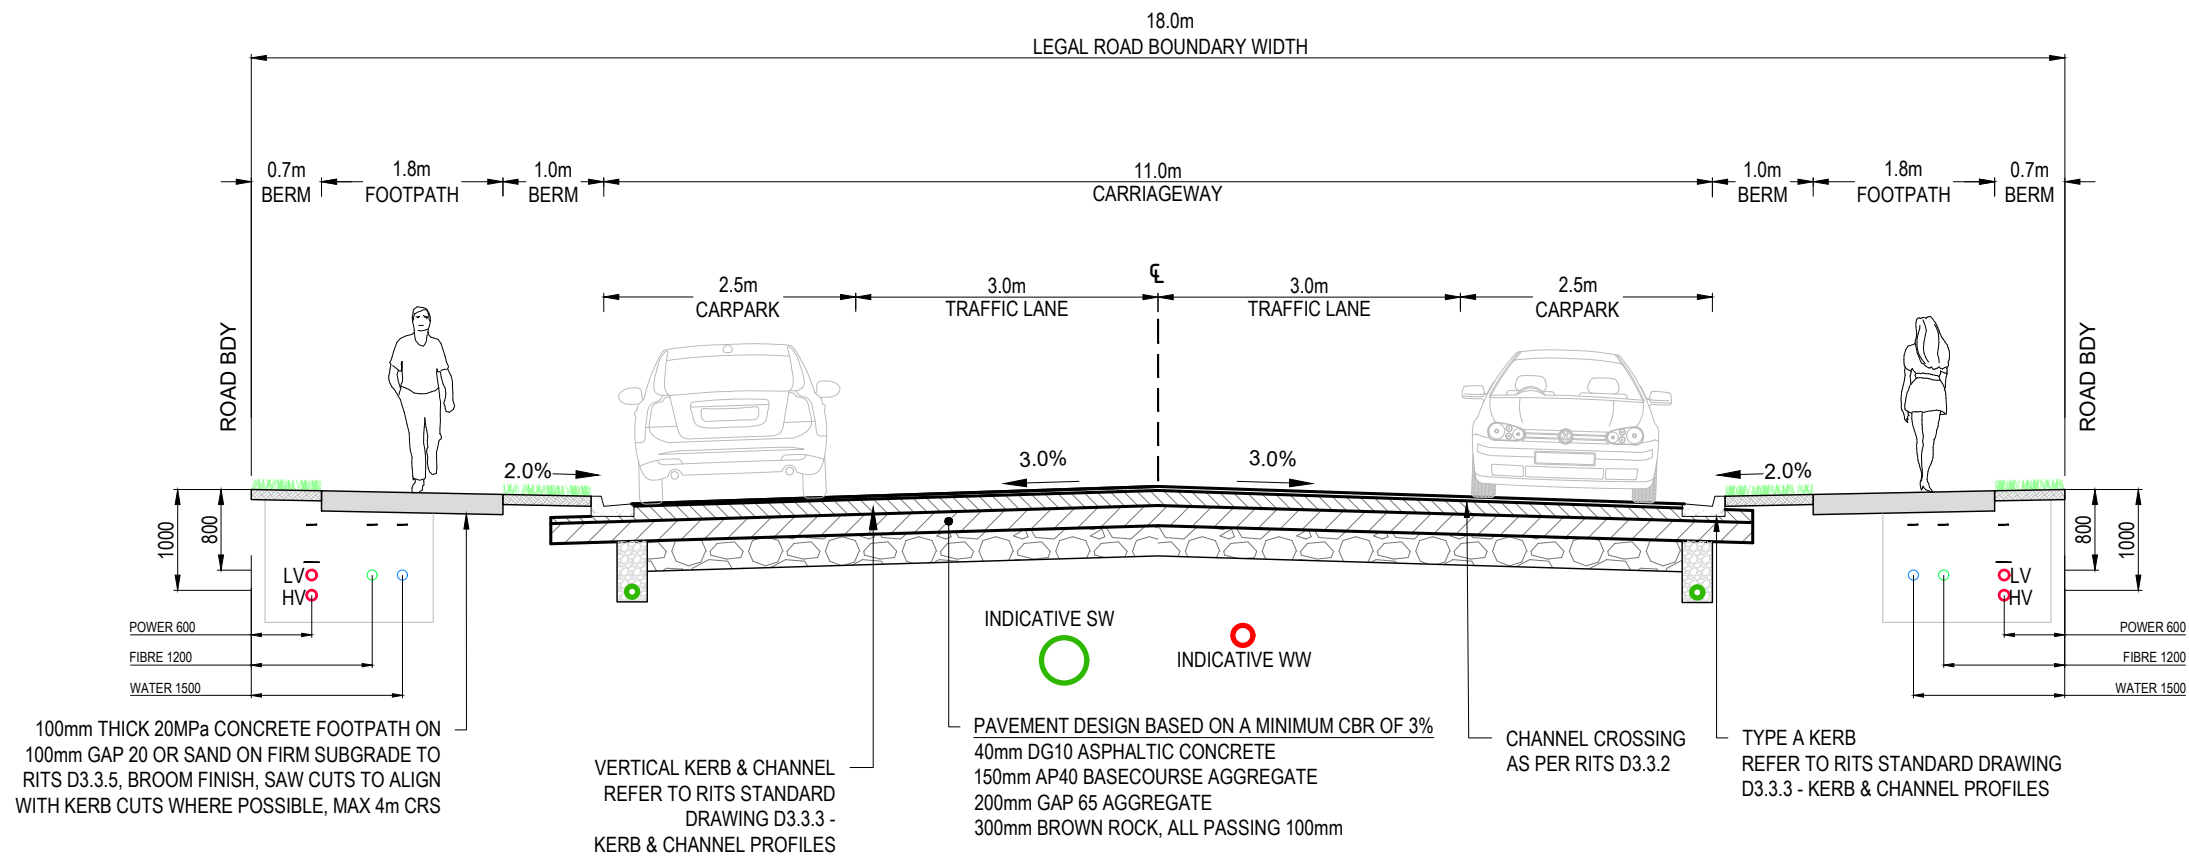 18.0m
LEGAL ROAD BOUNDARY WIDTH
0.7m
BERM
1.8m
FOOTPATH
1.0m
BERM
11.0m
CARRIAGEWAY
1.0m
BERM
1.8m
FOOTPATH
0.7m
BERM
2.5m
CARPARK
3.0m
TRAFFIC LANE
℄
3.0m
TRAFFIC LANE
2.5m
CARPARK
ROAD BDY
ROAD BDY
2.0%
3.0%
3.0%
2.0%
1000
800
800
1000
LV
HV
LV
HV
POWER 600
FIBRE 1200
WATER 1500
INDICATIVE SW
INDICATIVE WW
POWER 600
FIBRE 1200
WATER 1500
100mm THICK 20MPa CONCRETE FOOTPATH ON
100mm GAP 20 OR SAND ON FIRM SUBGRADE TO
RITS D3.3.5, BROOM FINISH, SAW CUTS TO ALIGN
WITH KERB CUTS WHERE POSSIBLE, MAX 4m CRS
VERTICAL KERB & CHANNEL
REFER TO RITS STANDARD
DRAWING D3.3.3 -
KERB & CHANNEL PROFILES
PAVEMENT DESIGN BASED ON A MINIMUM CBR OF 3%
40mm DG10 ASPHALTIC CONCRETE
150mm AP40 BASECOURSE AGGREGATE
200mm GAP 65 AGGREGATE
300mm BROWN ROCK, ALL PASSING 100mm
CHANNEL CROSSING
AS PER RITS D3.3.2
TYPE A KERB
REFER TO RITS STANDARD DRAWING
D3.3.3 - KERB & CHANNEL PROFILES